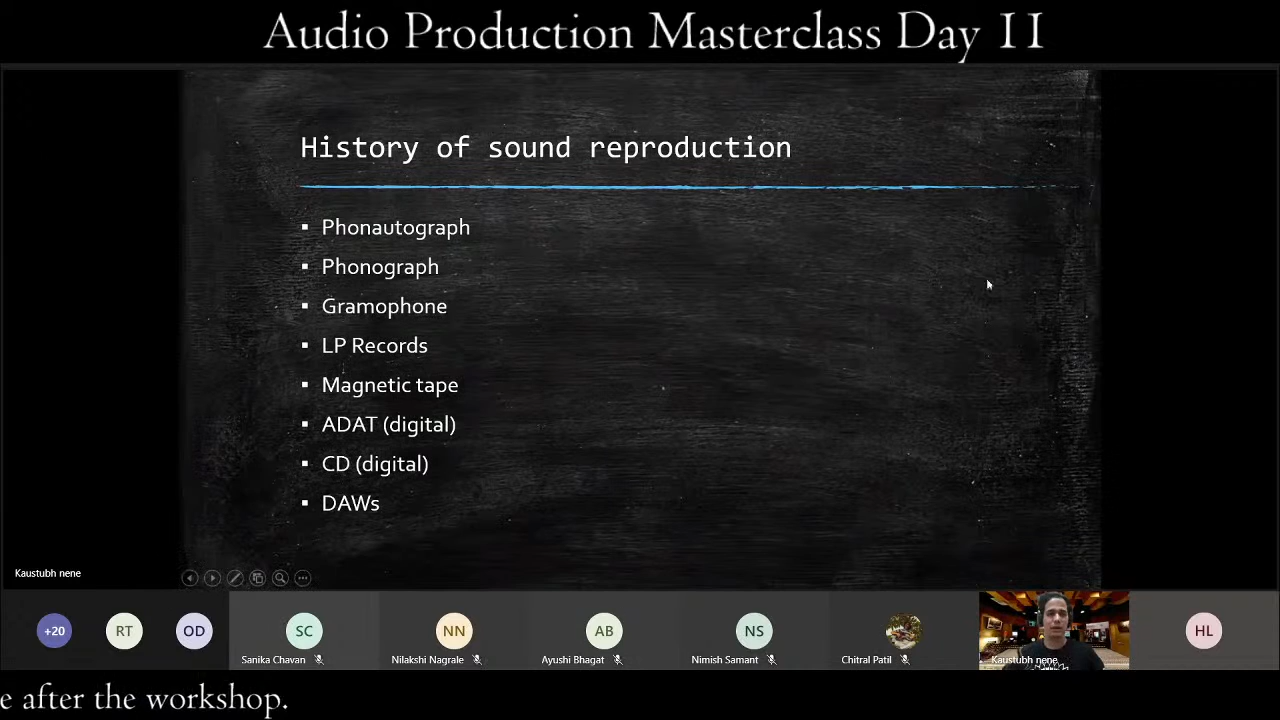 Audio Production Masterclass Day II
History of sound reproduction
Phonautograph
Phonograph
Gramophone
LP Records
Magnetic tape
ADAT (digital)
CD (digital)
DAWs
Kaustubh nene
+20
RT
OD
SC
NN
AB
NS
HL
Sanika Chavan
Nilakshi Nagrale
Ayushi Bhagat
Nimish Samant
Chitral Patil
Kaustubh nene
e after the workshop.